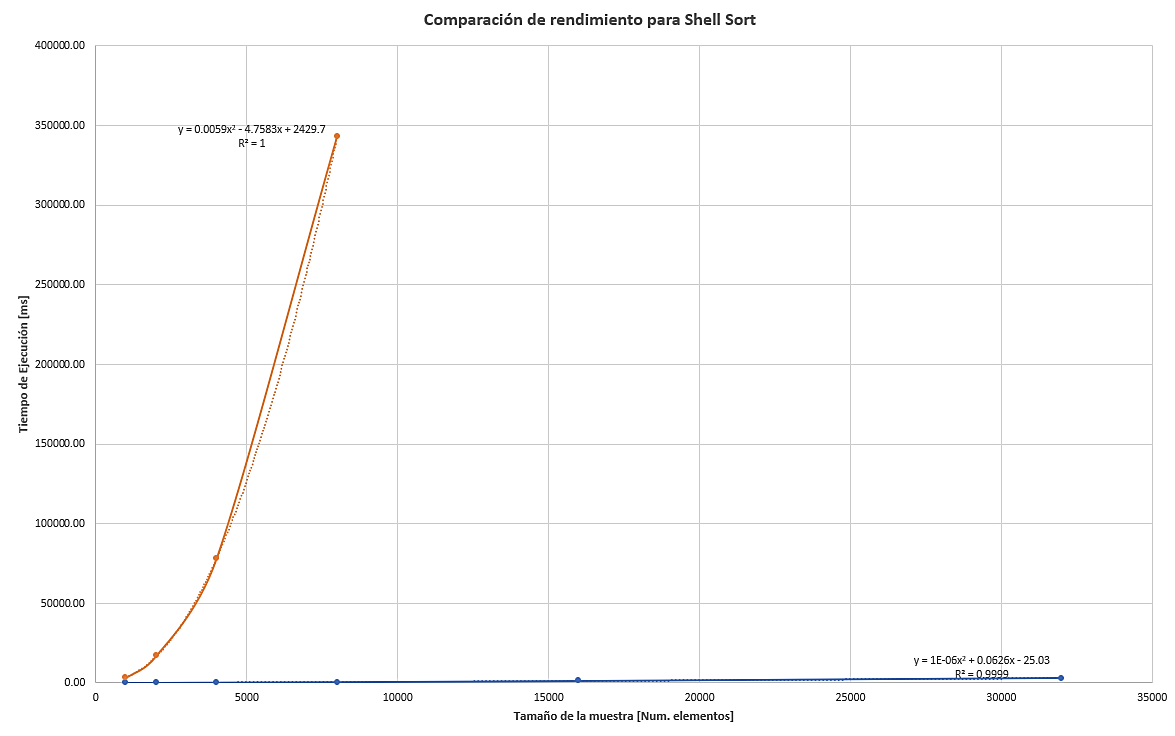 Comparación de rendimiento para Shell Sort
400000.00
350000.00
300000.00
250000.00
200000.00
150000.00
100000.00
50000.00
0.00
Tiempo de Ejecución [ms]
y = 0.0059x² - 4.7583x + 2429.7
R² = 1
y = 1E-06x² + 0.0626x - 25.03
R² = 0.9999
0 5000 10000 15000 20000 25000 30000 35000
Tamaño de la muestra [Num. elementos]